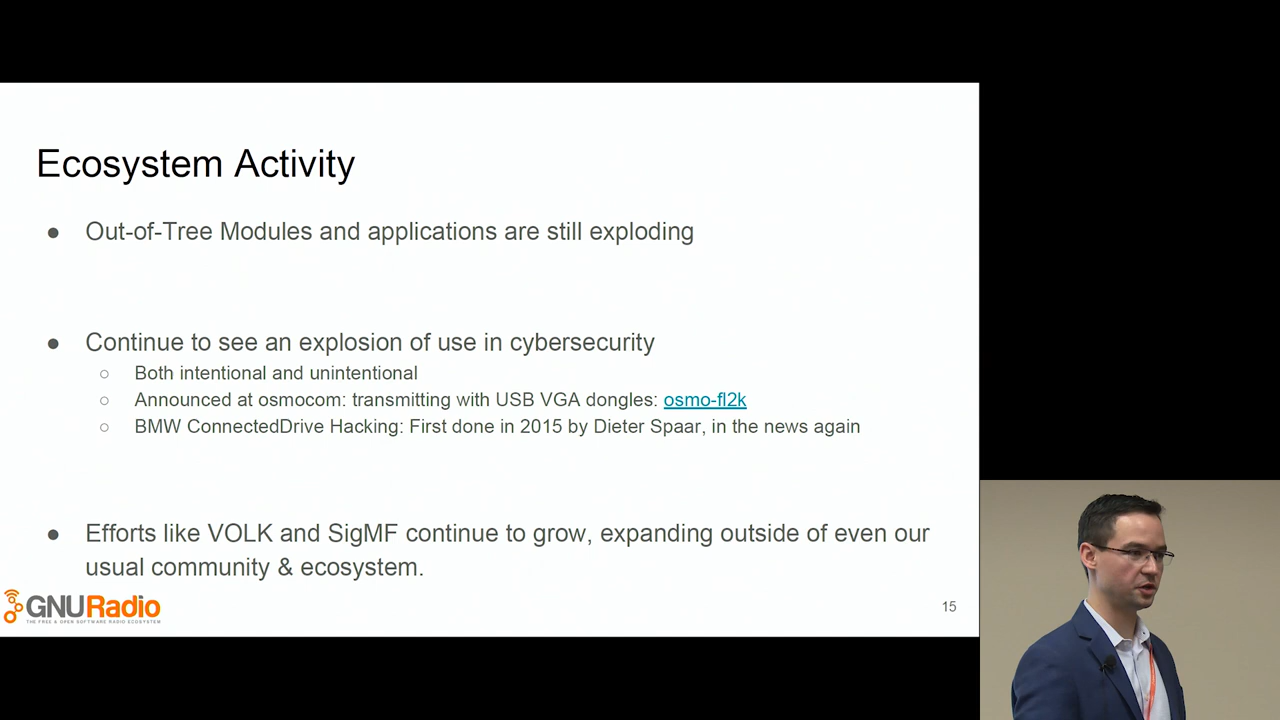 Ecosystem Activity
● Out-of-Tree Modules and applications are still exploding
● Continue to see an explosion of use in cybersecurity
○ Both intentional and unintentional
○ Announced at osmocom: transmitting with USB VGA dongles: osmo-fl2k
○ BMW ConnectedDrive Hacking: First done in 2015 by Dieter Spaar, in the news again
● Efforts like VOLK and SigMF continue to grow, expanding outside of even our
usual community & ecosystem.
GNURadio
THE FREE & OPEN SOFTWARE RADIO ECOSYSTEM
15